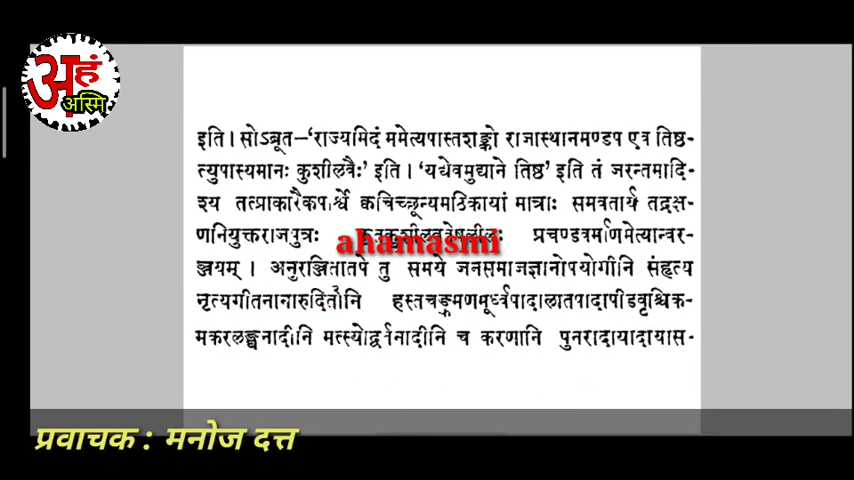 अहं
अस्मि
इति । सोऽब्रूत–'राज्यमिदं ममेत्यपास्तशङ्को राजास्थानमण्डप एव तिष्ठ-
त्युपास्यमानः कुशीलवैः' इति । 'यद्येवमुद्याने तिष्ठ' इति तं जरन्तमादि-
श्य तत्प्राकारैकपार्श्वे क्वचिच्छून्यमठिकायां मात्राः समवतार्य तद्रक्ष-
णनियुक्तराजपुत्रः प्रचण्डवर्माणमेत्यान्वर-
ahamasmi
ञ्जयम् । अनुरञ्जितातपे तु समये जनसमाजज्ञानोपयोगीनि संहृत्य
नृत्यगीतनानारुदितानि हस्तचङ्क्रमणमूर्ध्वपादालातपादापीडवृश्चिक-
मकरलङ्घनादीनि मत्स्योद्वर्तनादीनि च करणानि पुनरादायादायास-
प्रवाचक : मनोज दत्त